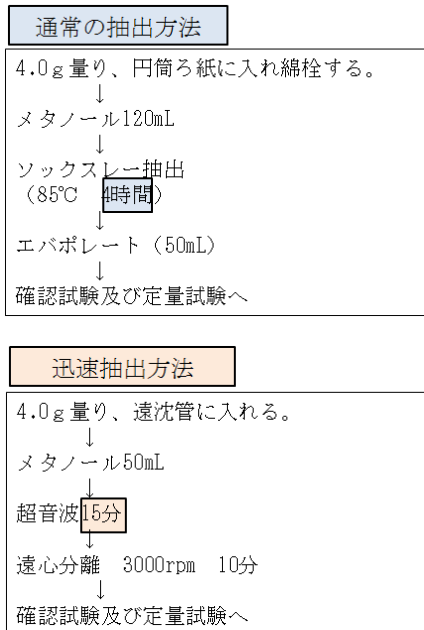 通常の抽出方法
4.0g量り、円筒ろ紙に入れ綿栓する。
↓
メタノール120mL
↓
ソックスレー抽出
(85℃ 4時間)
↓
エバポレート(50mL)
↓
確認試験及び定量試験へ
迅速抽出方法
4.0g量り、遠沈管に入れる。
↓
メタノール50mL
↓
超音波15分
↓
遠心分離 3000rpm 10分
↓
確認試験及び定量試験へ